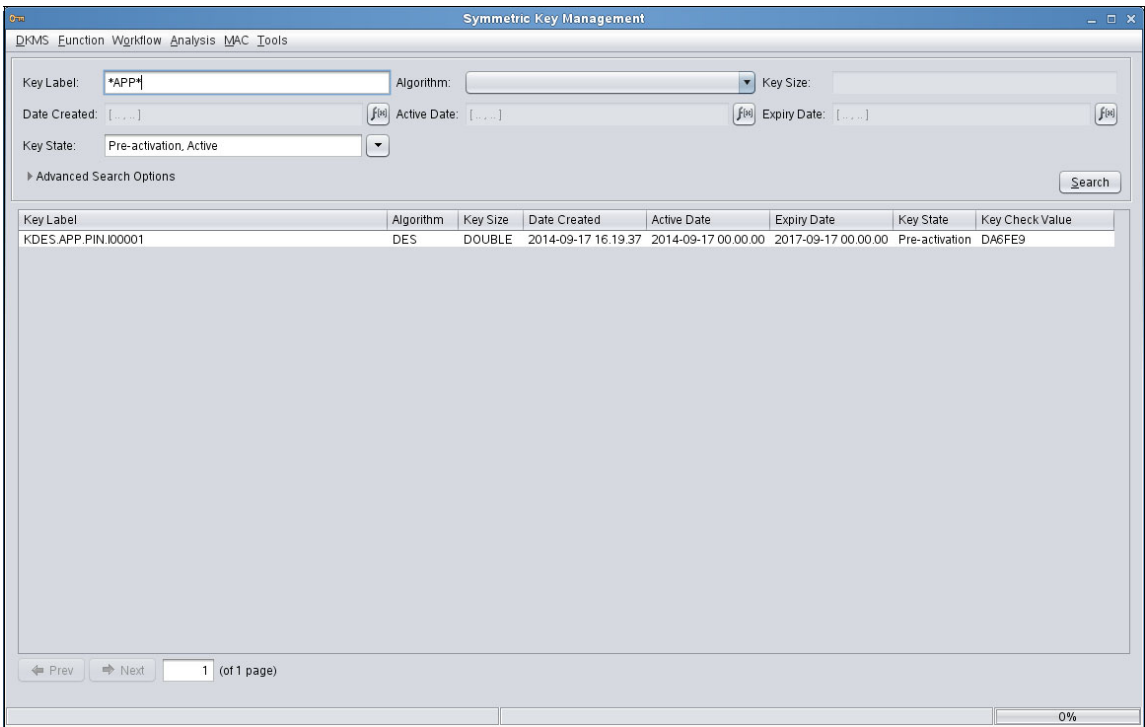 Symmetric Key Management
DKMS Function Workflow Analysis MAC Tools
Key Label: *APP* Algorithm: Key Size:
Date Created: [.., ..] f(x) Active Date: [.., ..] f(x) Expiry Date: [.., ..] f(x)
Key State: Pre-activation, Active
Advanced Search Options
Search
Key Label Algorithm Key Size Date Created Active Date Expiry Date Key State Key Check Value
KDES.APP.PIN.I00001 DES DOUBLE 2014-09-17 16.19.37 2014-09-17 00.00.00 2017-09-17 00.00.00 Pre-activation DA6FE9
Prev Next 1 (of 1 page)
0%